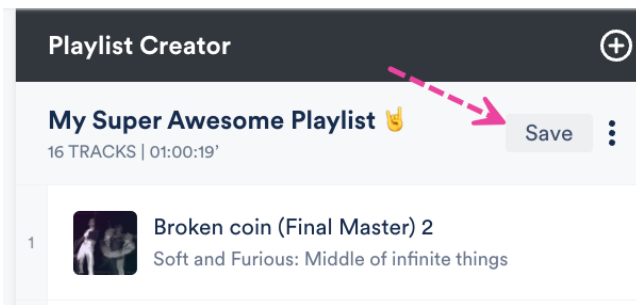 Playlist Creator
My Super Awesome Playlist 🤘
Save
16 TRACKS | 01:00:19’
1
Broken coin (Final Master) 2
Soft and Furious: Middle of infinite things